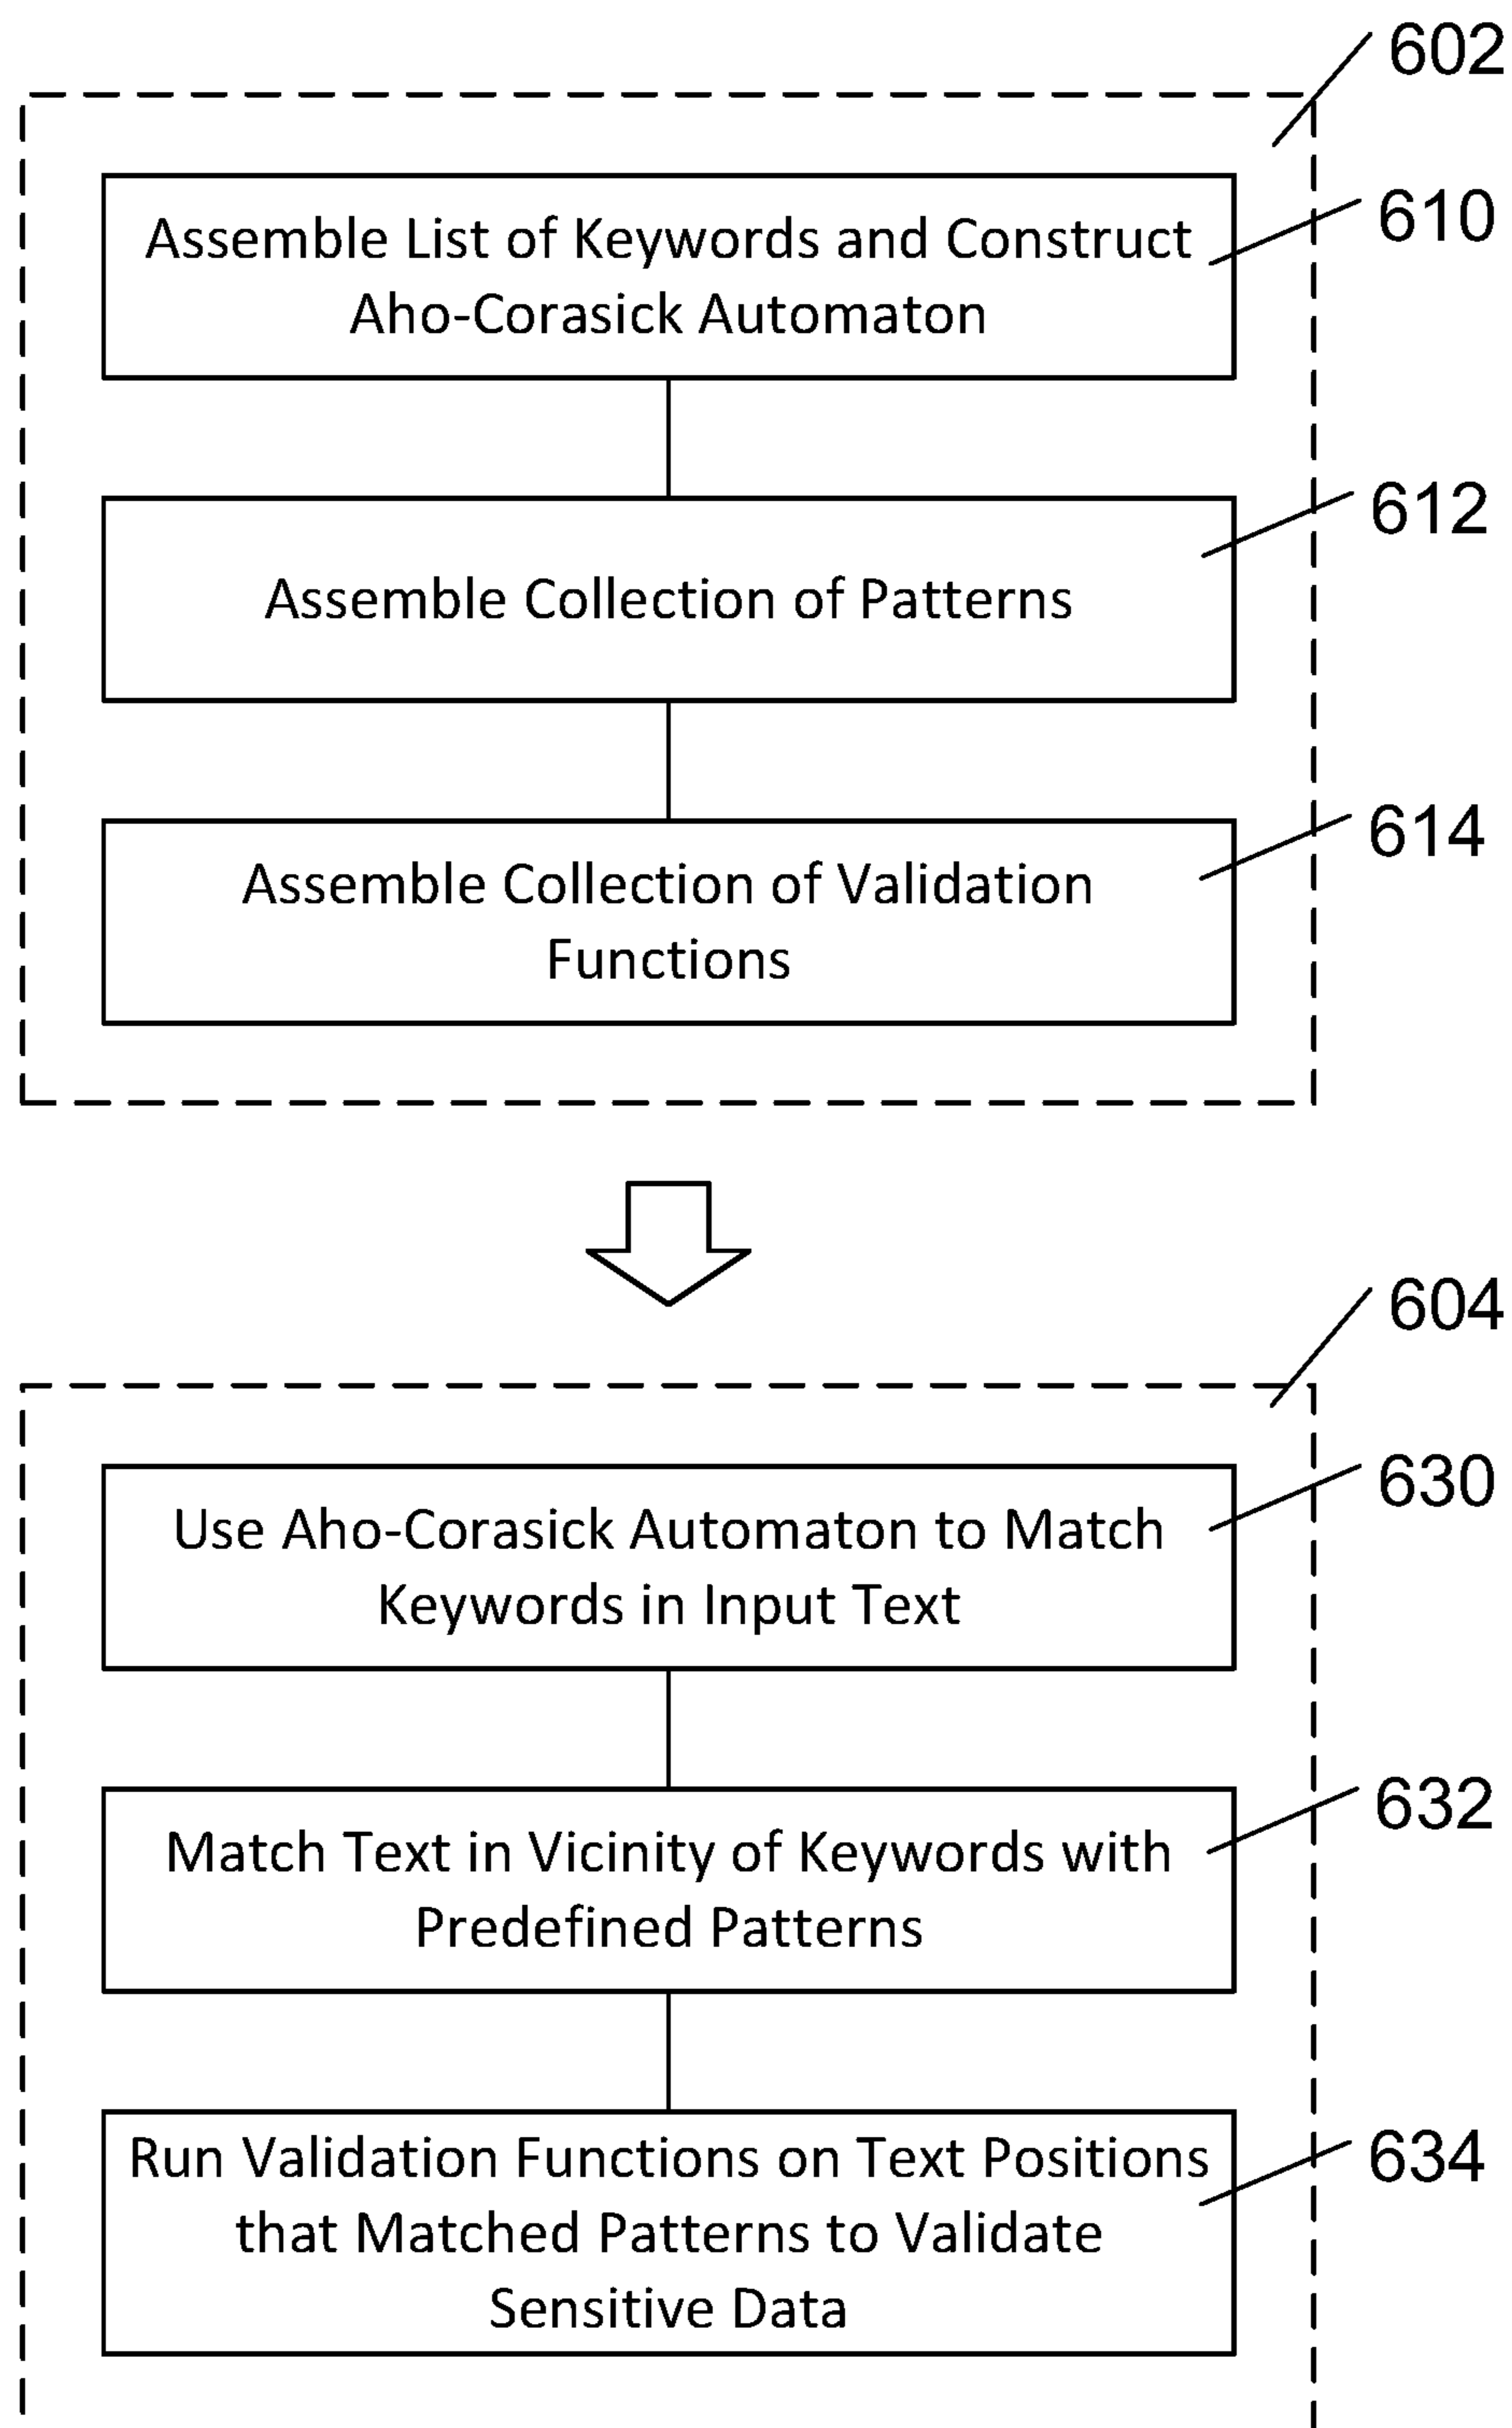 602
Assemble List of Keywords and Construct
Aho-Corasick Automaton
610
Assemble Collection of Patterns
612
Assemble Collection of Validation
Functions
614
604
Use Aho-Corasick Automaton to Match
Keywords in Input Text
630
Match Text in Vicinity of Keywords with
Predefined Patterns
632
Run Validation Functions on Text Positions
that Matched Patterns to Validate
Sensitive Data
634